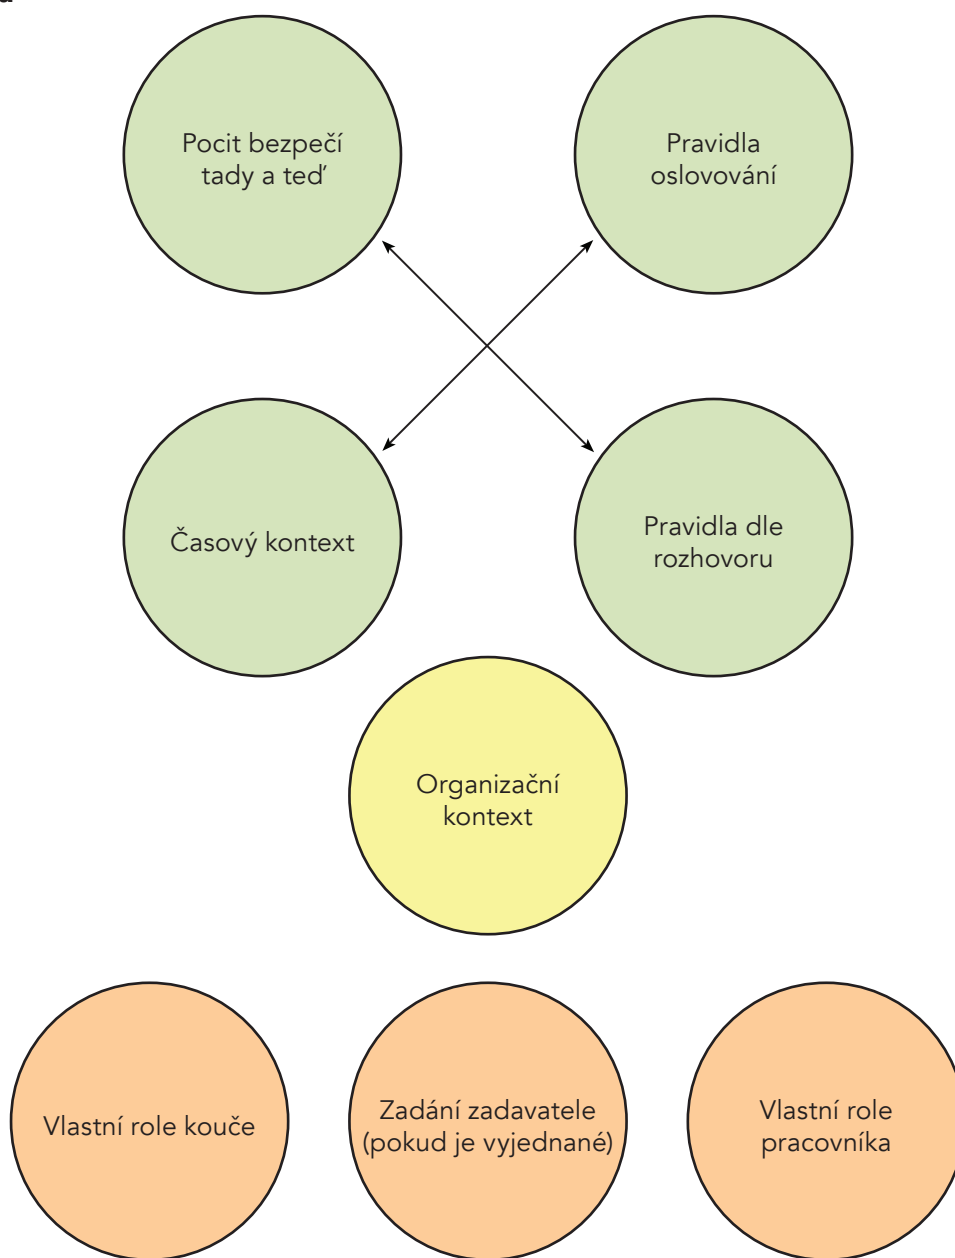 Pocit bezpečí
tady a teď
Pravidla
oslovování
Časový kontext
Pravidla dle
rozhovoru
Organizační
kontext
Vlastní role kouče
Zadání zadavatele
(pokud je vyjednané)
Vlastní role
pracovníka